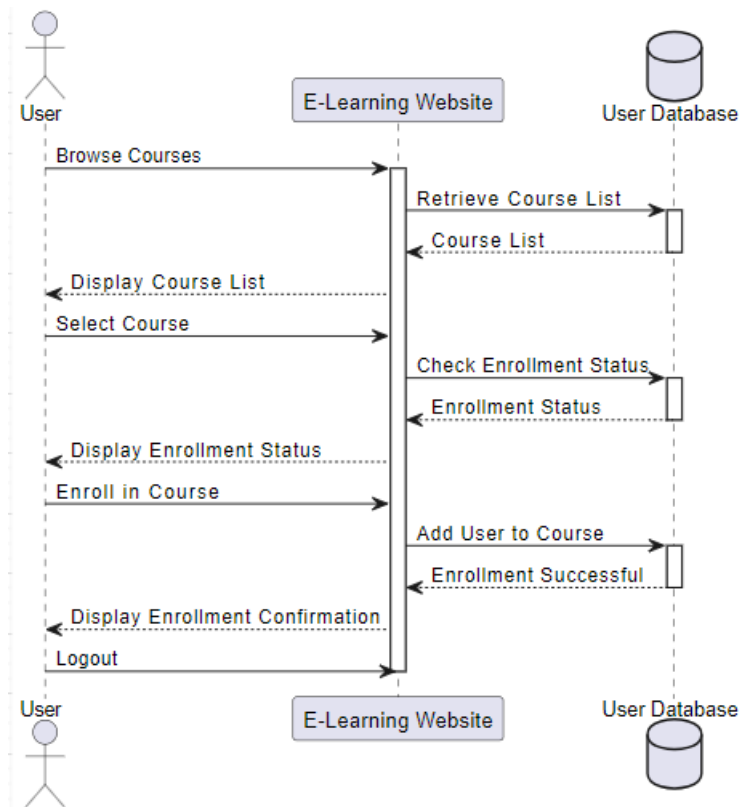 User
E-Learning Website
User Database
Browse Courses
Retrieve Course List
Course List
Display Course List
Select Course
Check Enrollment Status
Enrollment Status
Display Enrollment Status
Enroll in Course
Add User to Course
Enrollment Successful
Display Enrollment Confirmation
Logout
User
E-Learning Website
User Database